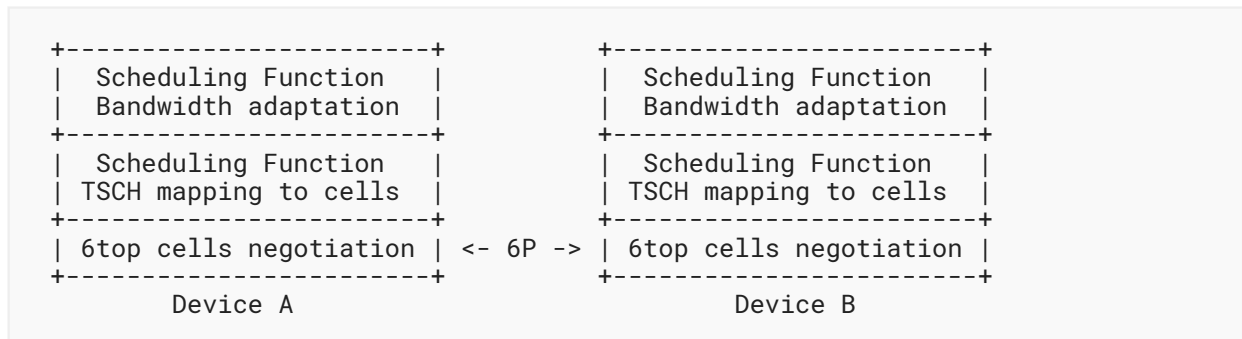 +-----------------------+          +-----------------------+
|  Scheduling Function  |          |  Scheduling Function  |
|  Bandwidth adaptation |          |  Bandwidth adaptation |
+-----------------------+          +-----------------------+
|  Scheduling Function  |          |  Scheduling Function  |
| TSCH mapping to cells |          | TSCH mapping to cells |
+-----------------------+          +-----------------------+
| 6top cells negotiation | <- 6P -> | 6top cells negotiation |
+-----------------------+          +-----------------------+
        Device A                           Device B